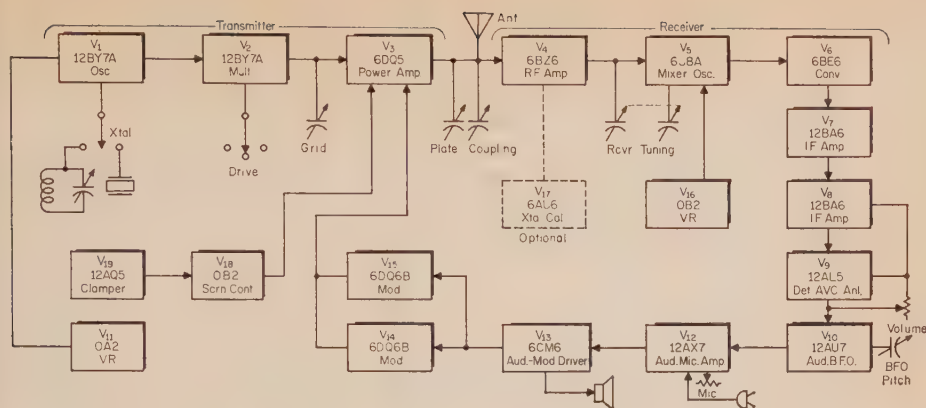 Transmitter
Ant
Receiver
V1
12BY7A
Osc
V2
12BY7A
Mult
V3
6DQ5
Power Amp
V4
6BZ6
RF Amp
V5
6U8A
Mixer Osc.
V6
6BE6
Conv
Xtal
Drive
Grid
Plate
Coupling
Rcvr Tuning
V7
12BA6
I.F Amp
V17
6AU6
Xtal Cal
Optional
V16
OB2
VR
V8
12BA6
IF Amp
V19
12AQ5
Clamper
V18
OB2
Scrn Cont
V15
6DQ6B
Mod
V9
12AL5
Det AVC Anl.
V11
OA2
VR
V14
6DQ6B
Mod
V13
6CM6
Aud.-Mod Driver
V12
12AX7
Aud. Mic. Amp
V10
12AU7
Aud. B.F.O.
Volume
BFO
Pitch
Mic